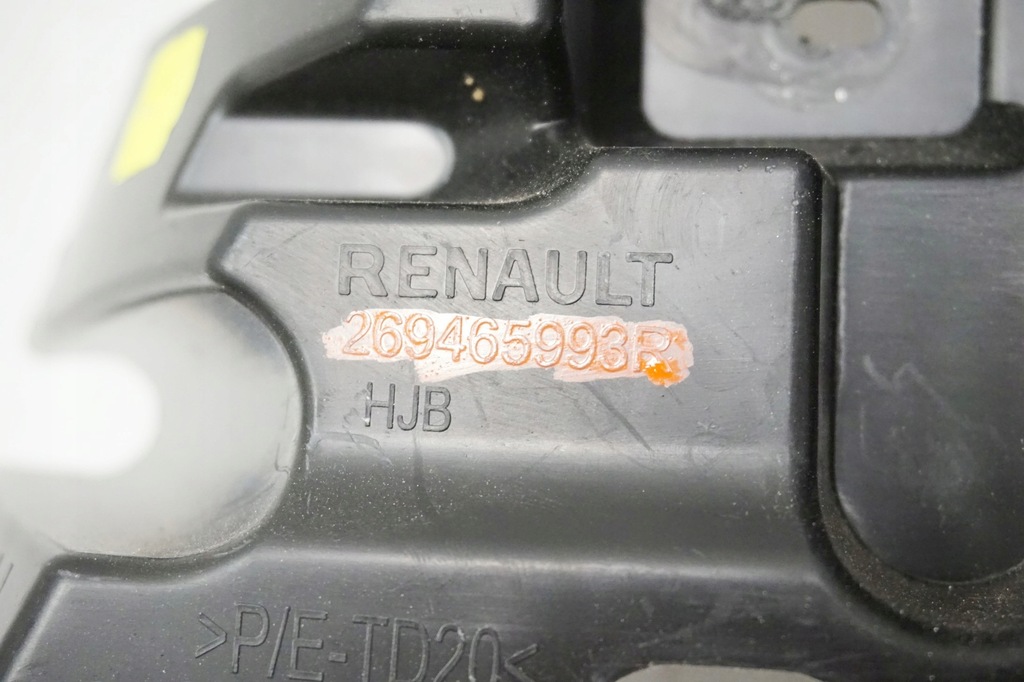 RENAULT
269465993R
HJB
>P/E-TD20<